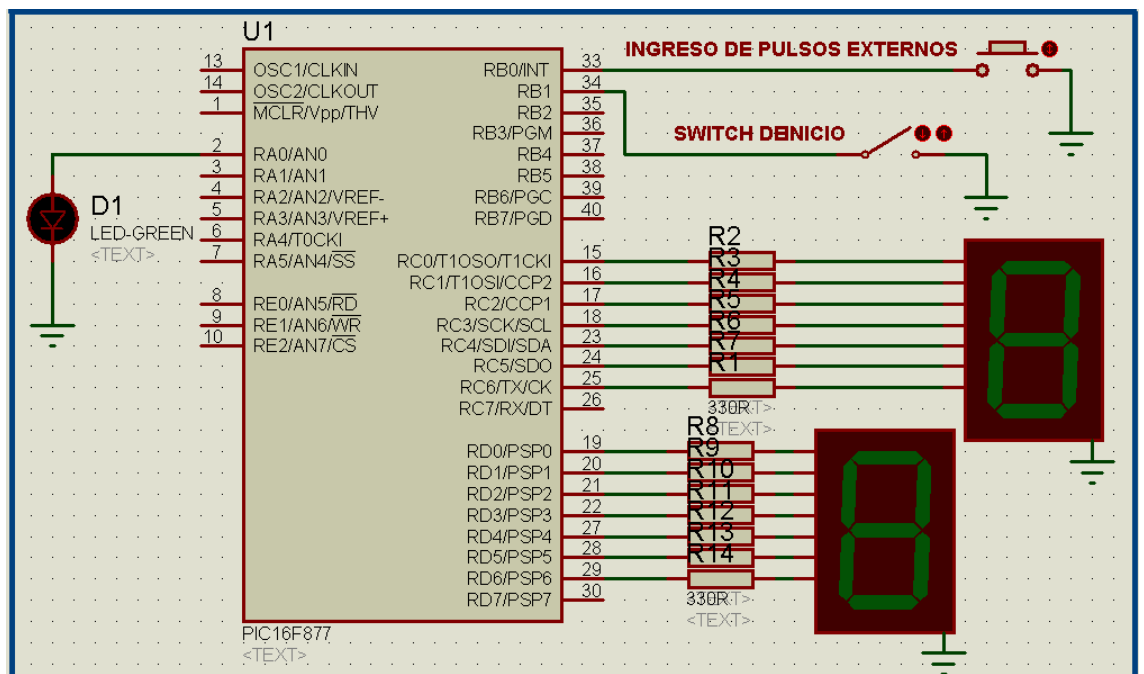 U1
13 OSC1/CLKIN
14 OSC2/CLKOUT
1 MCLR/Vpp/THV
2 RA0/AN0
3 RA1/AN1
4 RA2/AN2/VREF-
5 RA3/AN3/VREF+
6 RA4/T0CKI
7 RA5/AN4/SS
8 RE0/AN5/RD
9 RE1/AN6/WR
10 RE2/AN7/CS
RB0/INT 33
RB1 34
RB2 35
RB3/PGM 36
RB4 37
RB5 38
RB6/PGC 39
RB7/PGD 40
RC0/T1OSO/T1CKI 15
RC1/T1OSI/CCP2 16
RC2/CCP1 17
RC3/SCK/SCL 18
RC4/SDI/SDA 23
RC5/SDO 24
RC6/TX/CK 25
RC7/RX/DT 26
RD0/PSP0 19
RD1/PSP1 20
RD2/PSP2 21
RD3/PSP3 22
RD4/PSP4 27
RD5/PSP5 28
RD6/PSP6 29
RD7/PSP7 30
PIC16F877
<TEXT>
D1
LED-GREEN
<TEXT>
INGRESO DE PULSOS EXTERNOS
SWITCH DEINICIO
R2
R3
R4
R5
R6
R7
R1
330R
<TEXT>
R8
R9
R10
R11
R12
R13
R14
330R
<TEXT>